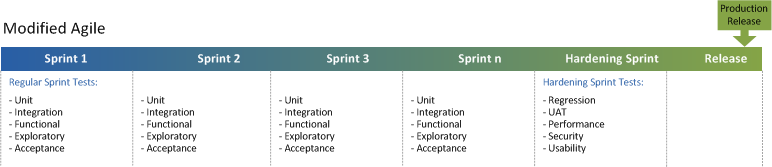 Production
Release
Modified Agile
Sprint 1
Sprint 2
Sprint 3
Sprint n
Hardening Sprint
Release
Regular Sprint Tests:
- Unit
- Integration
- Functional
- Exploratory
- Acceptance
- Unit
- Integration
- Functional
- Exploratory
- Acceptance
- Unit
- Integration
- Functional
- Exploratory
- Acceptance
- Unit
- Integration
- Functional
- Exploratory
- Acceptance
Hardening Sprint Tests:
- Regression
- UAT
- Performance
- Security
- Usability